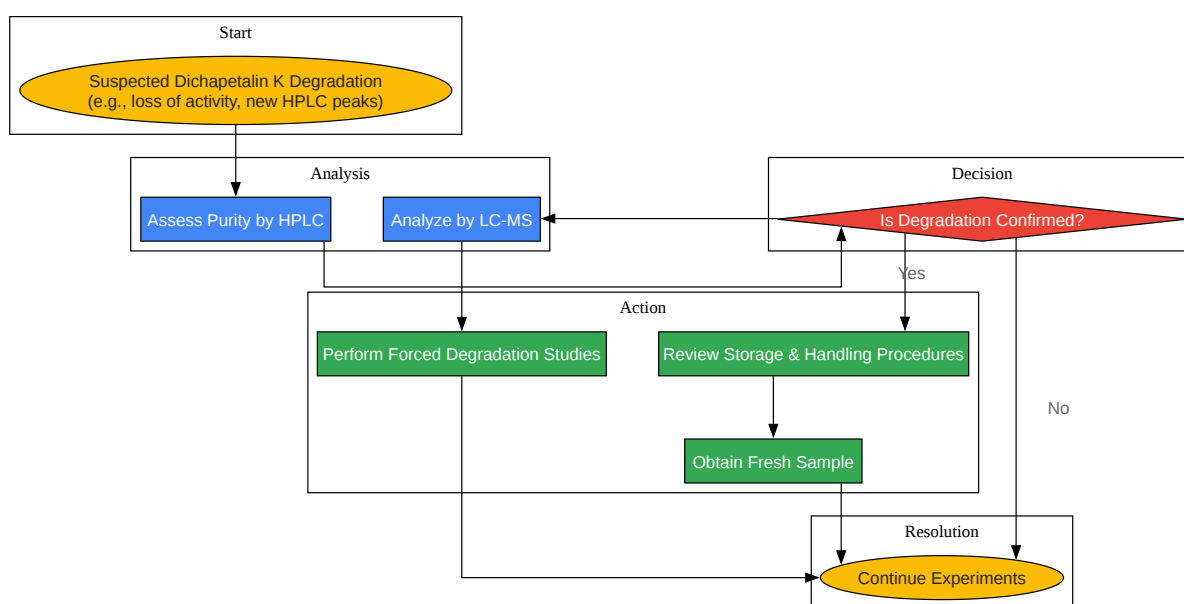 Start
Suspected Dichapetalin K Degradation
(e.g., loss of activity, new HPLC peaks)
Analysis
Decision
Assess Purity by HPLC
Analyze by LC-MS
Is Degradation Confirmed?
Yes
Action
Perform Forced Degradation Studies
Review Storage & Handling Procedures
No
Obtain Fresh Sample
Resolution
Continue Experiments